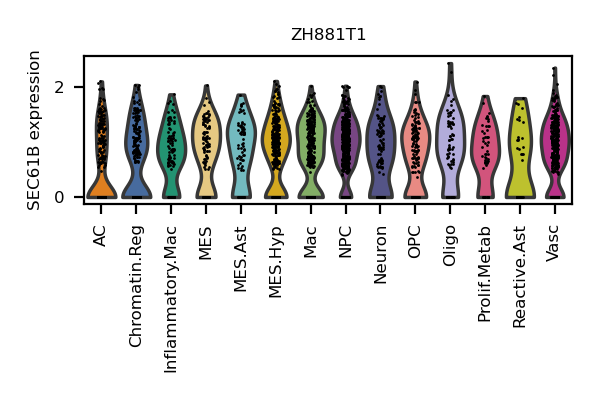 ZH881T1
SEC61B expression
2
0
AC
Chromatin.Reg
Inflammatory.Mac
MES
MES.Ast
MES.Hyp
Mac
NPC
Neuron
OPC
Oligo
Prolif.Metab
Reactive.Ast
Vasc